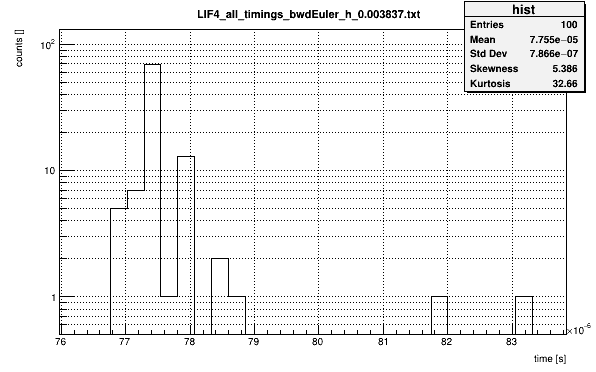 LIF4_all_timings_bwdEuler_h_0.003837.txt
hist
Entries 100
Mean 7.755e−05
Std Dev 7.866e−07
Skewness 5.386
Kurtosis 32.66
counts []
10²
10
1
76 77 78 79 80 81 82 83
×10⁻⁶
time [s]